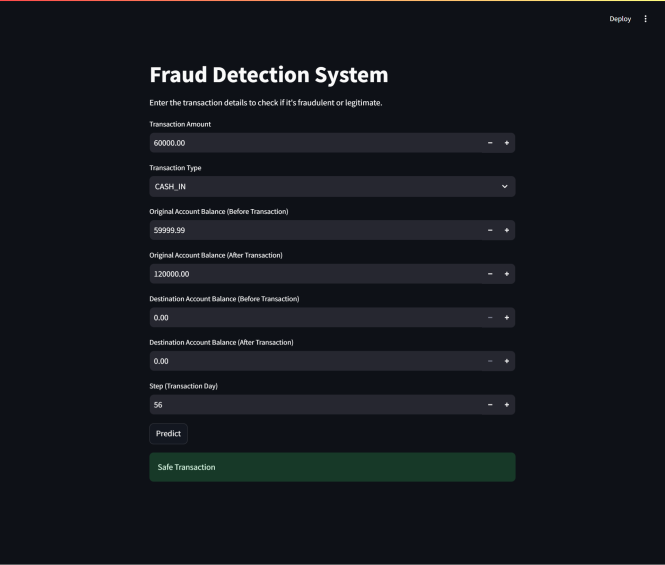 Deploy
Fraud Detection System
Enter the transaction details to check if it's fraudulent or legitimate.
Transaction Amount
60000.00
Transaction Type
CASH_IN
Original Account Balance (Before Transaction)
59999.99
Original Account Balance (After Transaction)
120000.00
Destination Account Balance (Before Transaction)
0.00
Destination Account Balance (After Transaction)
0.00
Step (Transaction Day)
56
Predict
Safe Transaction